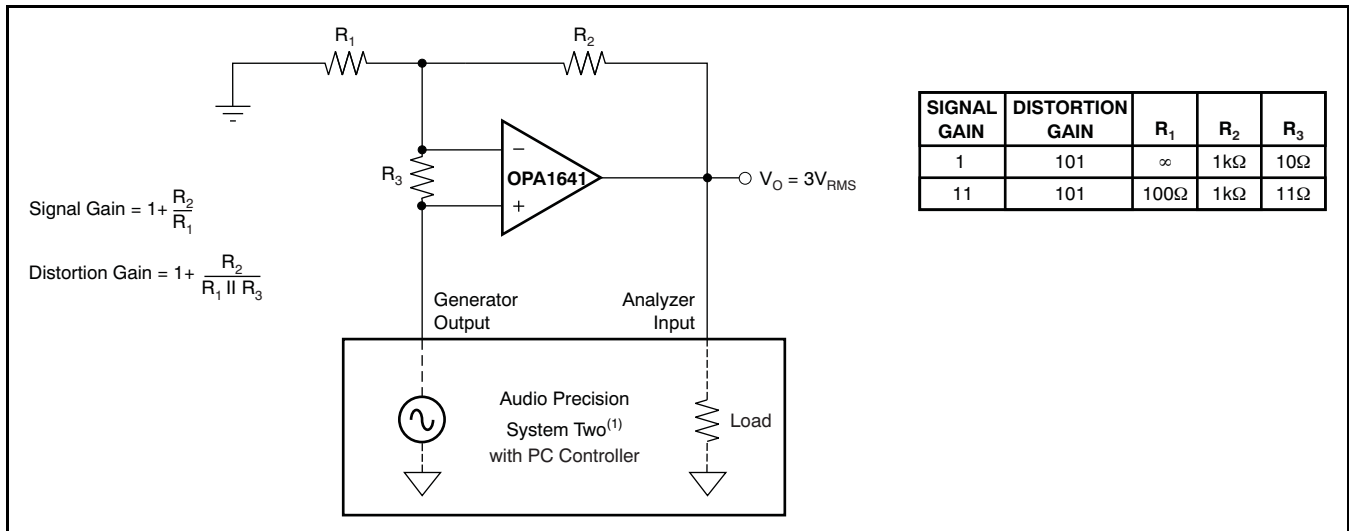 R1
R2
R3
−
OPA1641
+
VO = 3VRMS
Signal Gain = 1+ R2/R1
Distortion Gain = 1+ R2/(R1 II R3)
Generator
Output
Analyzer
Input
Audio Precision
System Two(1)
with PC Controller
Load
SIGNAL GAIN DISTORTION GAIN R1 R2 R3
1 101 ∞ 1kΩ 10Ω
11 101 100Ω 1kΩ 11Ω